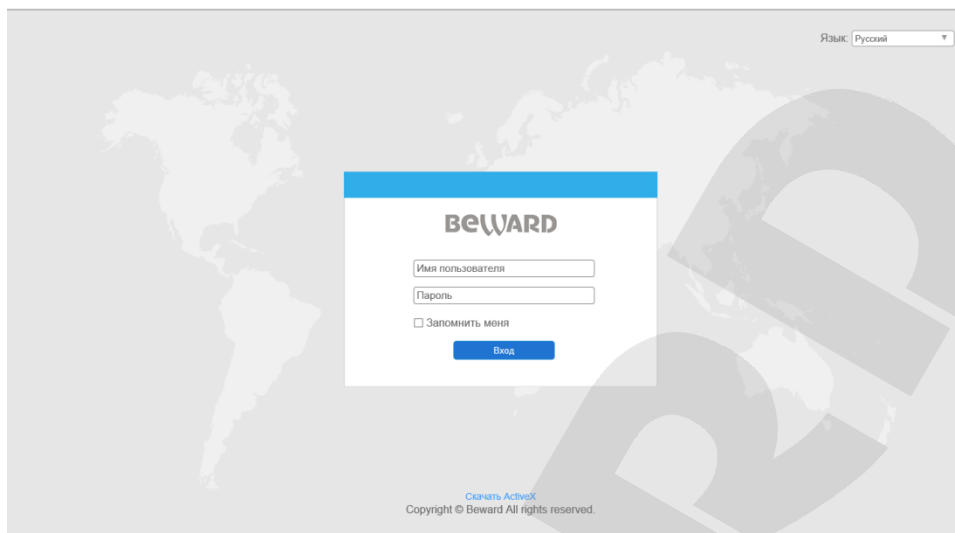 Язык: Русский
BEWARD
Имя пользователя
Пароль
Запомнить меня
Вход
Скачать ActiveX
Copyright © Beward All rights reserved.